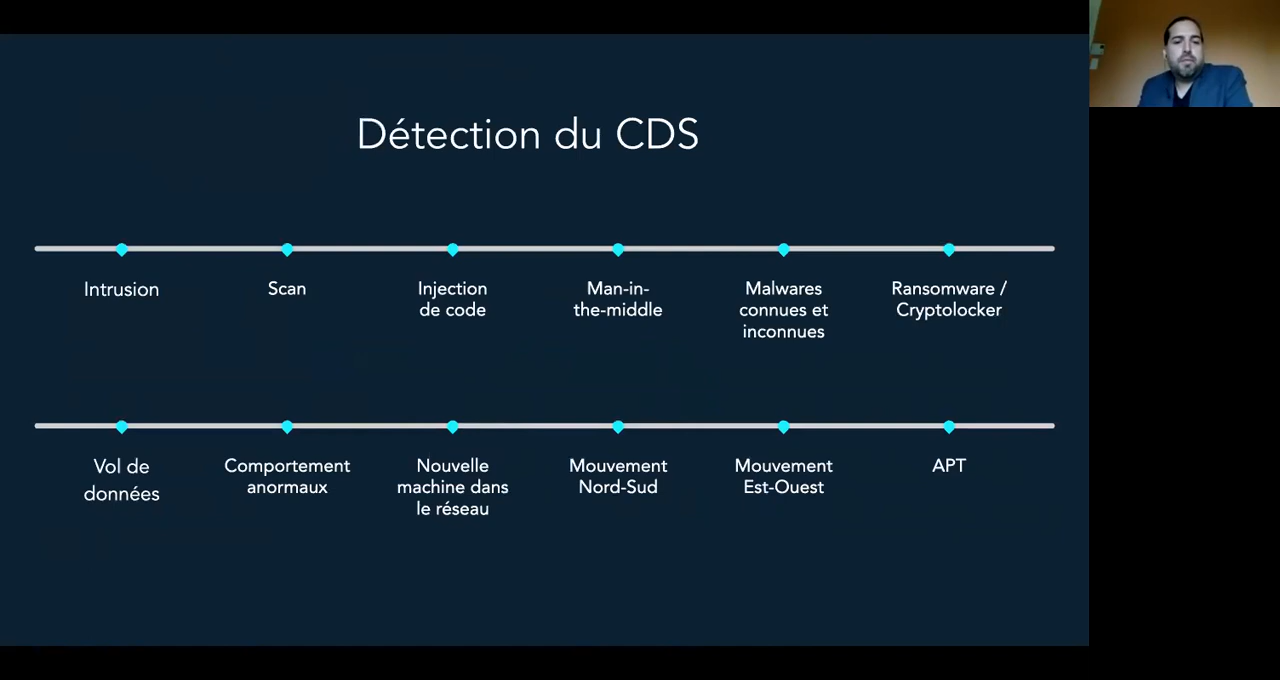 Détection du CDS
Intrusion
Scan
Injection
de code
Man-in-
the-middle
Malwares
connues et
inconnues
Ransomware /
Cryptolocker
Vol de
données
Comportement
anormaux
Nouvelle
machine dans
le réseau
Mouvement
Nord-Sud
Mouvement
Est-Ouest
APT